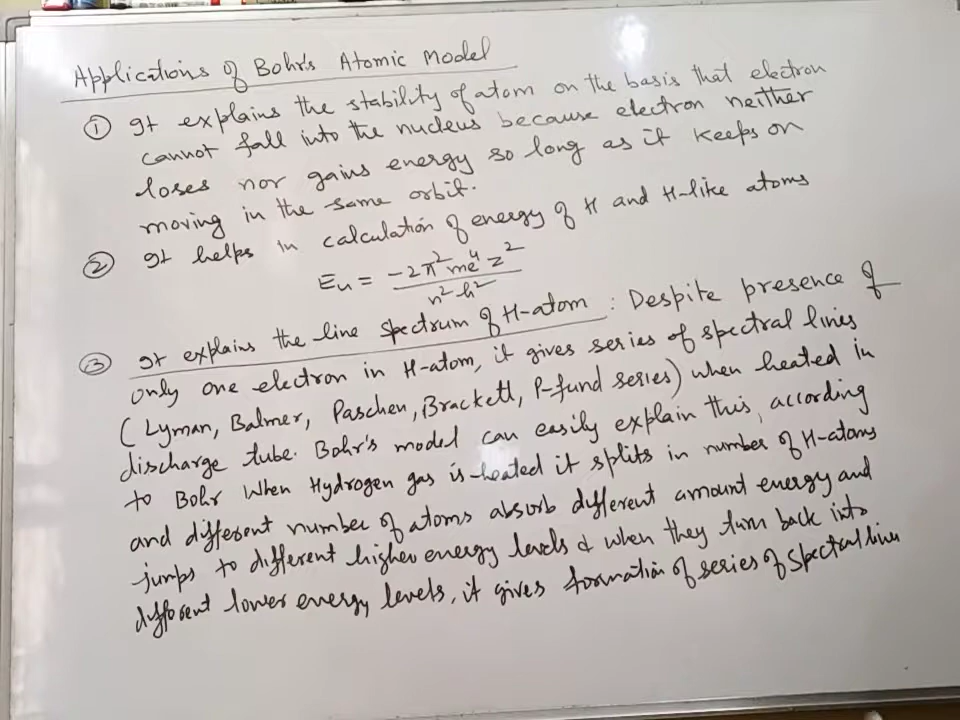 Applications of Bohr's Atomic Model
① It explains the stability of atom on the basis that electron
cannot fall into the nucleus because electron neither
loses nor gains energy so long as it keeps on
moving in the same orbit.
② It helps in calculation of energy of H and H-like atoms
En = -2π²me⁴z² / n²h²
③ It explains the line spectrum of H-atom : Despite presence of
only one electron in H-atom, it gives series of spectral lines
(Lyman, Balmer, Paschen, Brackett, P-fund series) when heated in
discharge tube. Bohr's model can easily explain this, according
to Bohr When Hydrogen gas is heated it splits in number of H-atoms
and different number of atoms absorb different amount energy and
jumps to different higher energy levels & when they turn back into
different lower energy levels, it gives formation of series of spectral lines